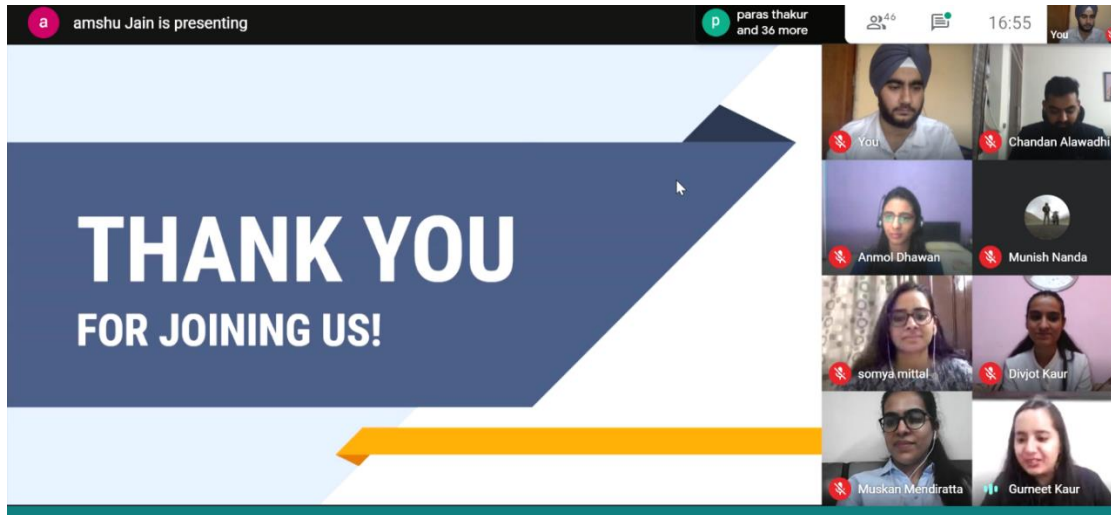 a
amshu Jain is presenting
p
paras thakur
and 36 more
46
16:55
You
THANK YOU
FOR JOINING US!
You
Chandan Alawadhi
Anmol Dhawan
Munish Nanda
somya mittal
Divjot Kaur
Muskan Mendiratta
Gurneet Kaur